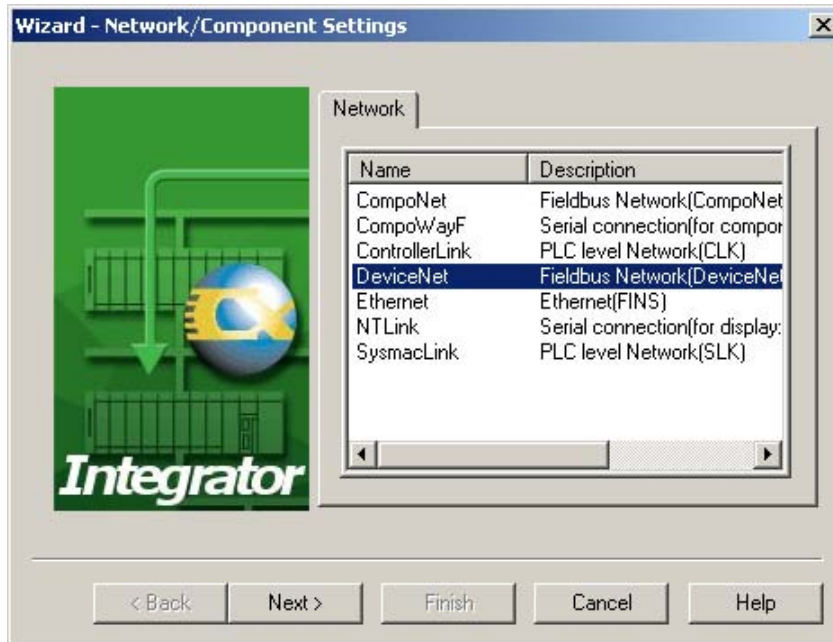 Wizard - Network/Component Settings
Network
Name Description
CompoNet Fieldbus Network(CompoNet
CompoWayF Serial connection(for compor
ControllerLink PLC level Network(CLK)
DeviceNet Fieldbus Network(DeviceNet
Ethernet Ethernet(FINS)
NTLink Serial connection(for display:
SysmacLink PLC level Network(SLK)
CX
Integrator
< Back Next > Finish Cancel Help